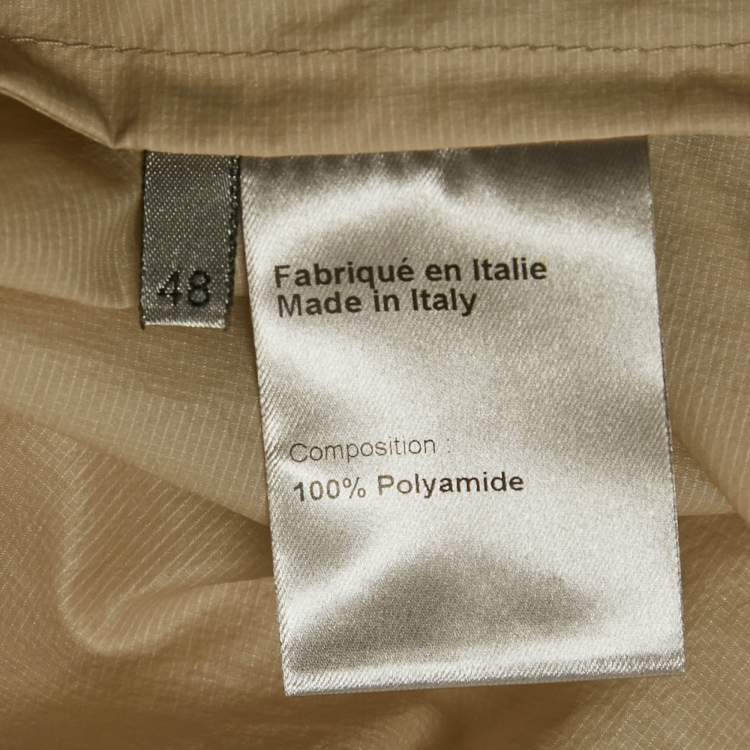 48
Fabriqué en Italie
Made in Italy
Composition :
100% Polyamide